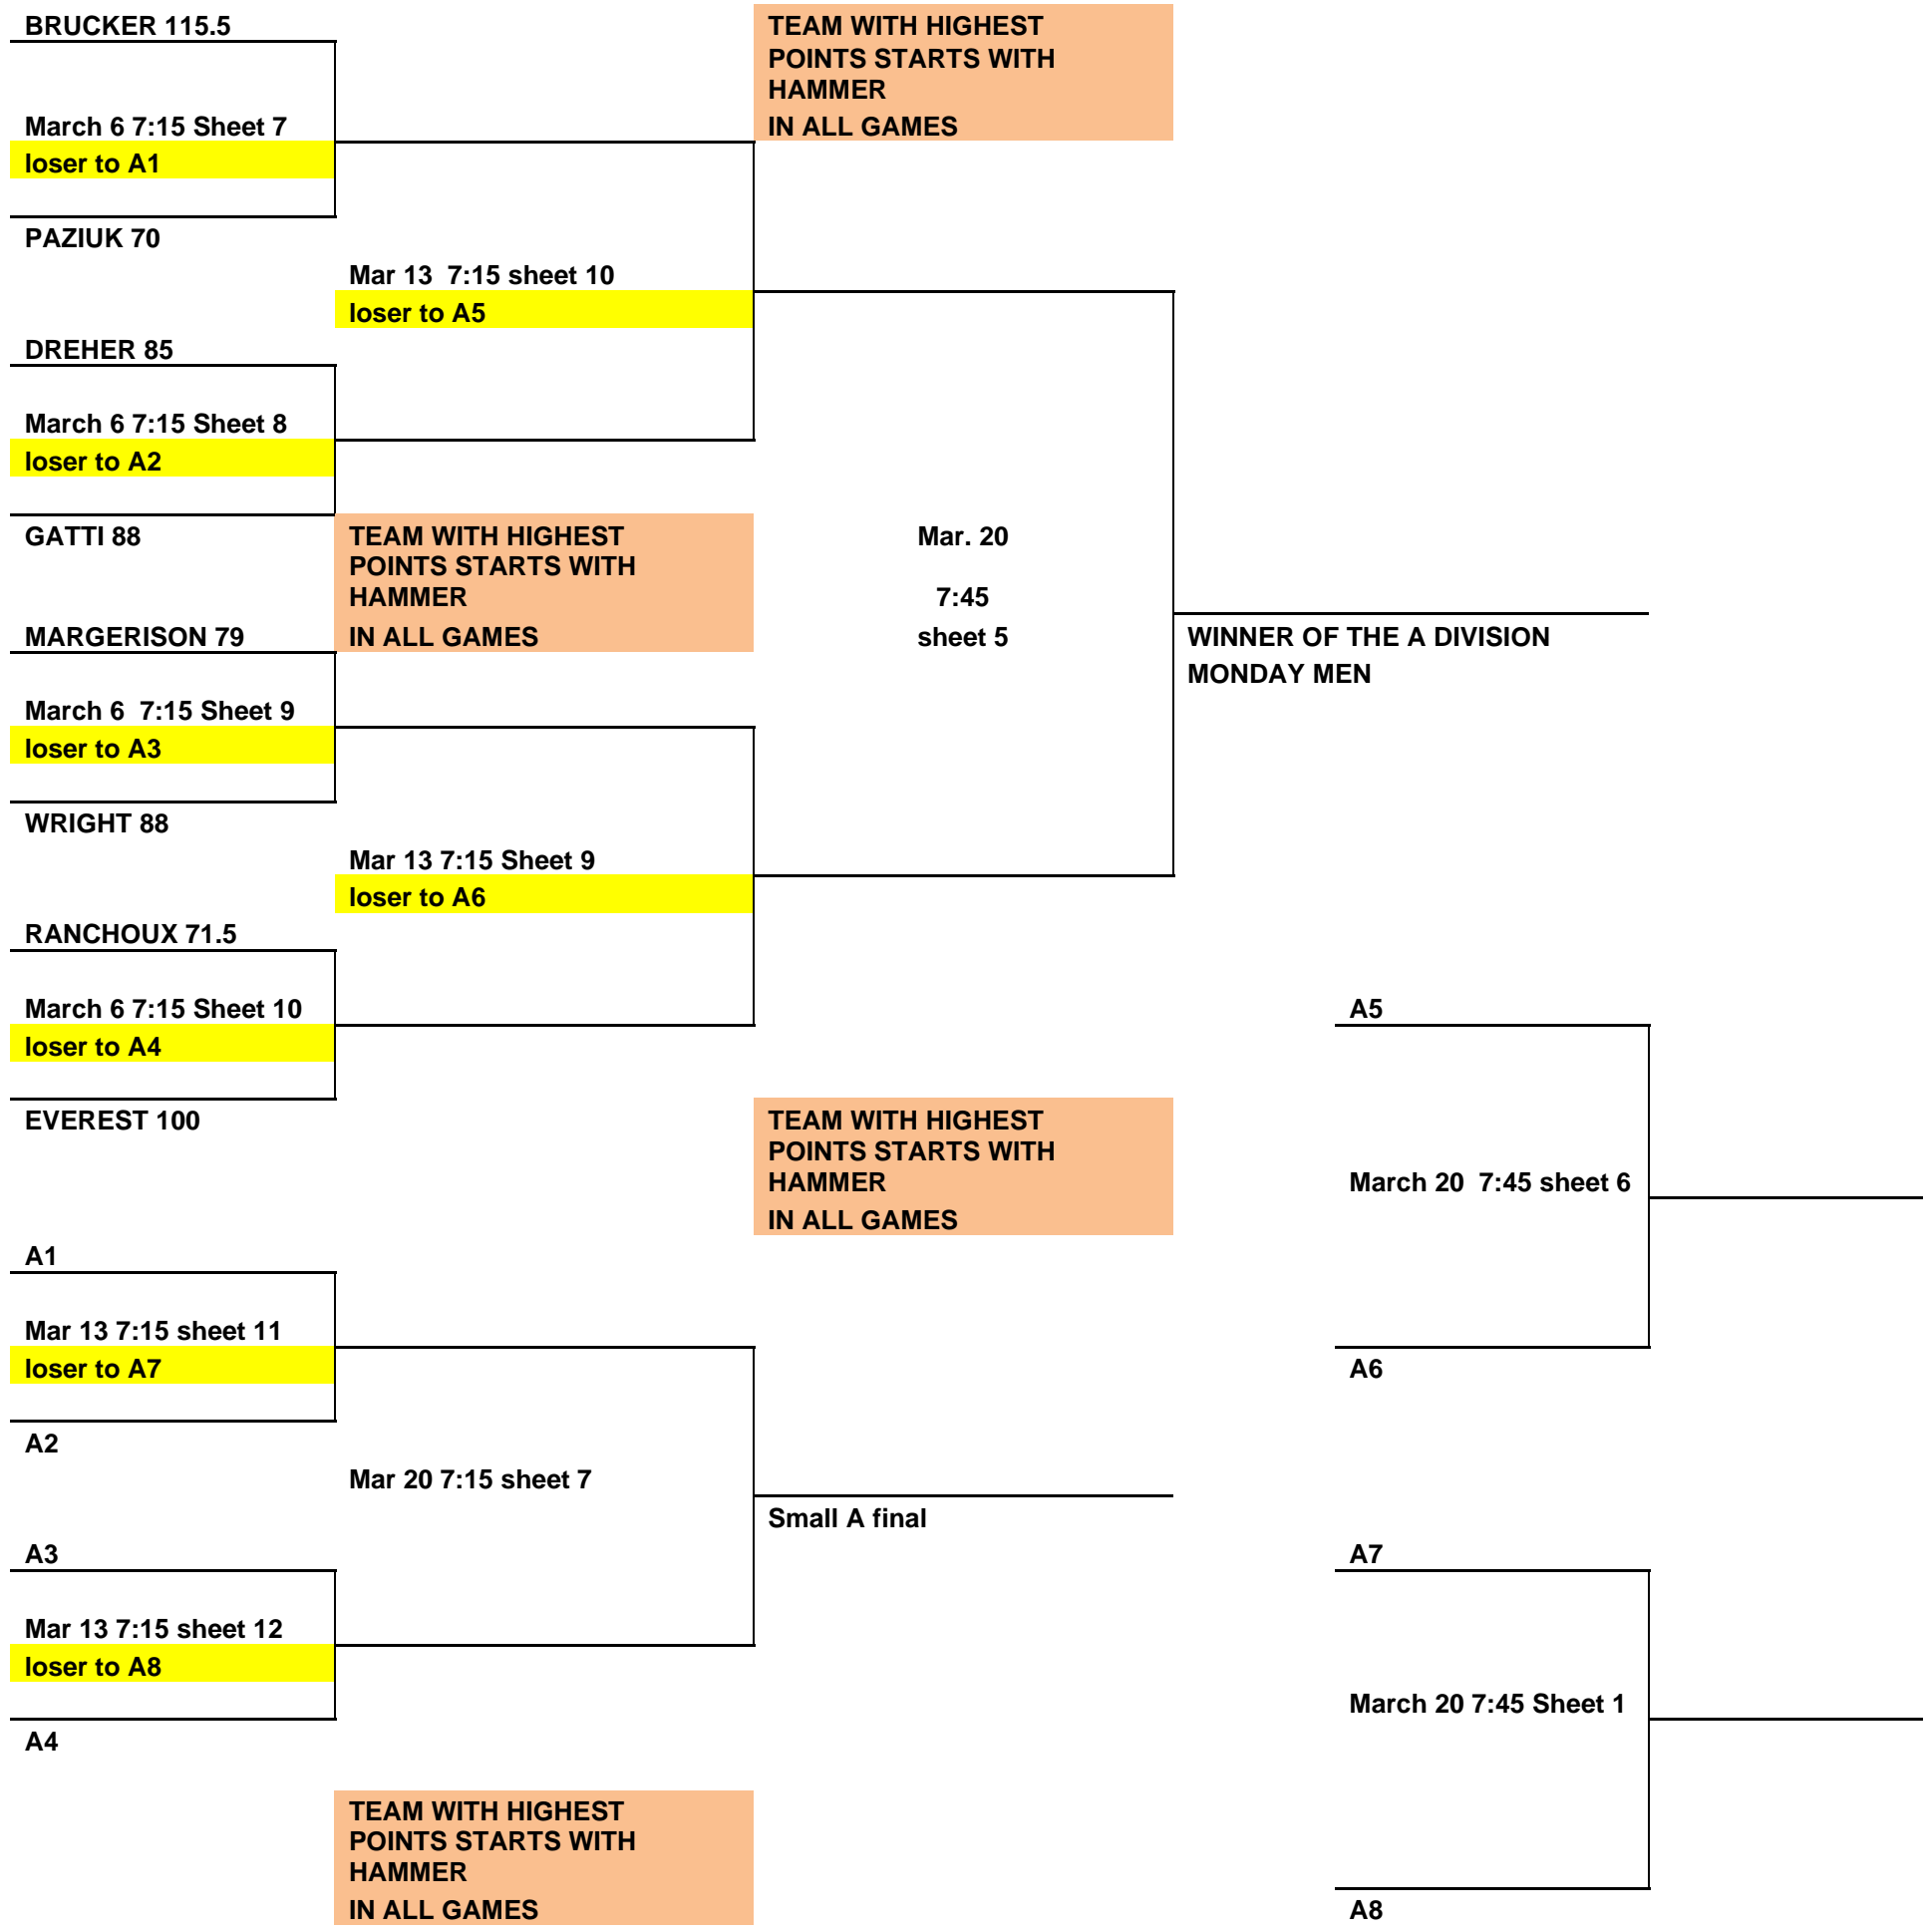 BRUCKER 115.5
TEAM WITH HIGHEST
POINTS STARTS WITH
HAMMER
IN ALL GAMES
March 6 7:15 Sheet 7
loser to A1
PAZIUK 70
Mar 13  7:15 sheet 10
loser to A5
DREHER 85
March 6 7:15 Sheet 8
loser to A2
GATTI 88
TEAM WITH HIGHEST
POINTS STARTS WITH
HAMMER
IN ALL GAMES
Mar. 20
7:45
sheet 5
MARGERISON 79
WINNER OF THE A DIVISION
MONDAY MEN
March 6  7:15 Sheet 9
loser to A3
WRIGHT 88
Mar 13 7:15 Sheet 9
loser to A6
RANCHOUX 71.5
March 6 7:15 Sheet 10
loser to A4
EVEREST 100
A5
TEAM WITH HIGHEST
POINTS STARTS WITH
HAMMER
IN ALL GAMES
March 20  7:45 sheet 6
A6
A1
Mar 13 7:15 sheet 11
loser to A7
A2
Mar 20 7:15 sheet 7
Small A final
A3
Mar 13 7:15 sheet 12
loser to A8
A4
A7
March 20 7:45 Sheet 1
A8
TEAM WITH HIGHEST
POINTS STARTS WITH
HAMMER
IN ALL GAMES